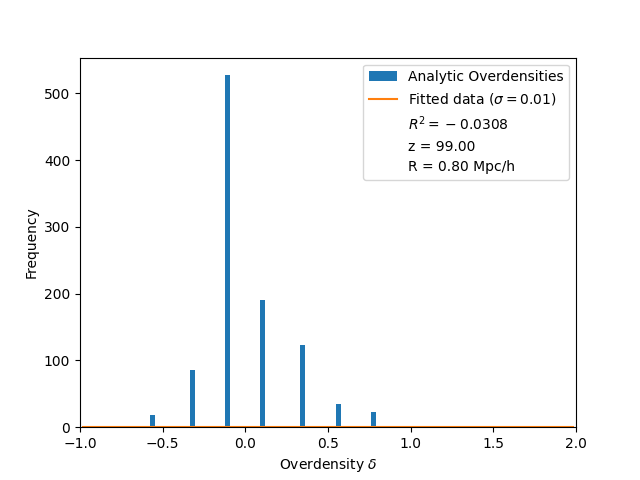 Analytic Overdensities
Fitted data (σ = 0.01)
R² = − 0.0308
z = 99.00
R = 0.80 Mpc/h
Frequency
500
400
300
200
100
0
−1.0 −0.5 0.0 0.5 1.0 1.5 2.0
Overdensity δ